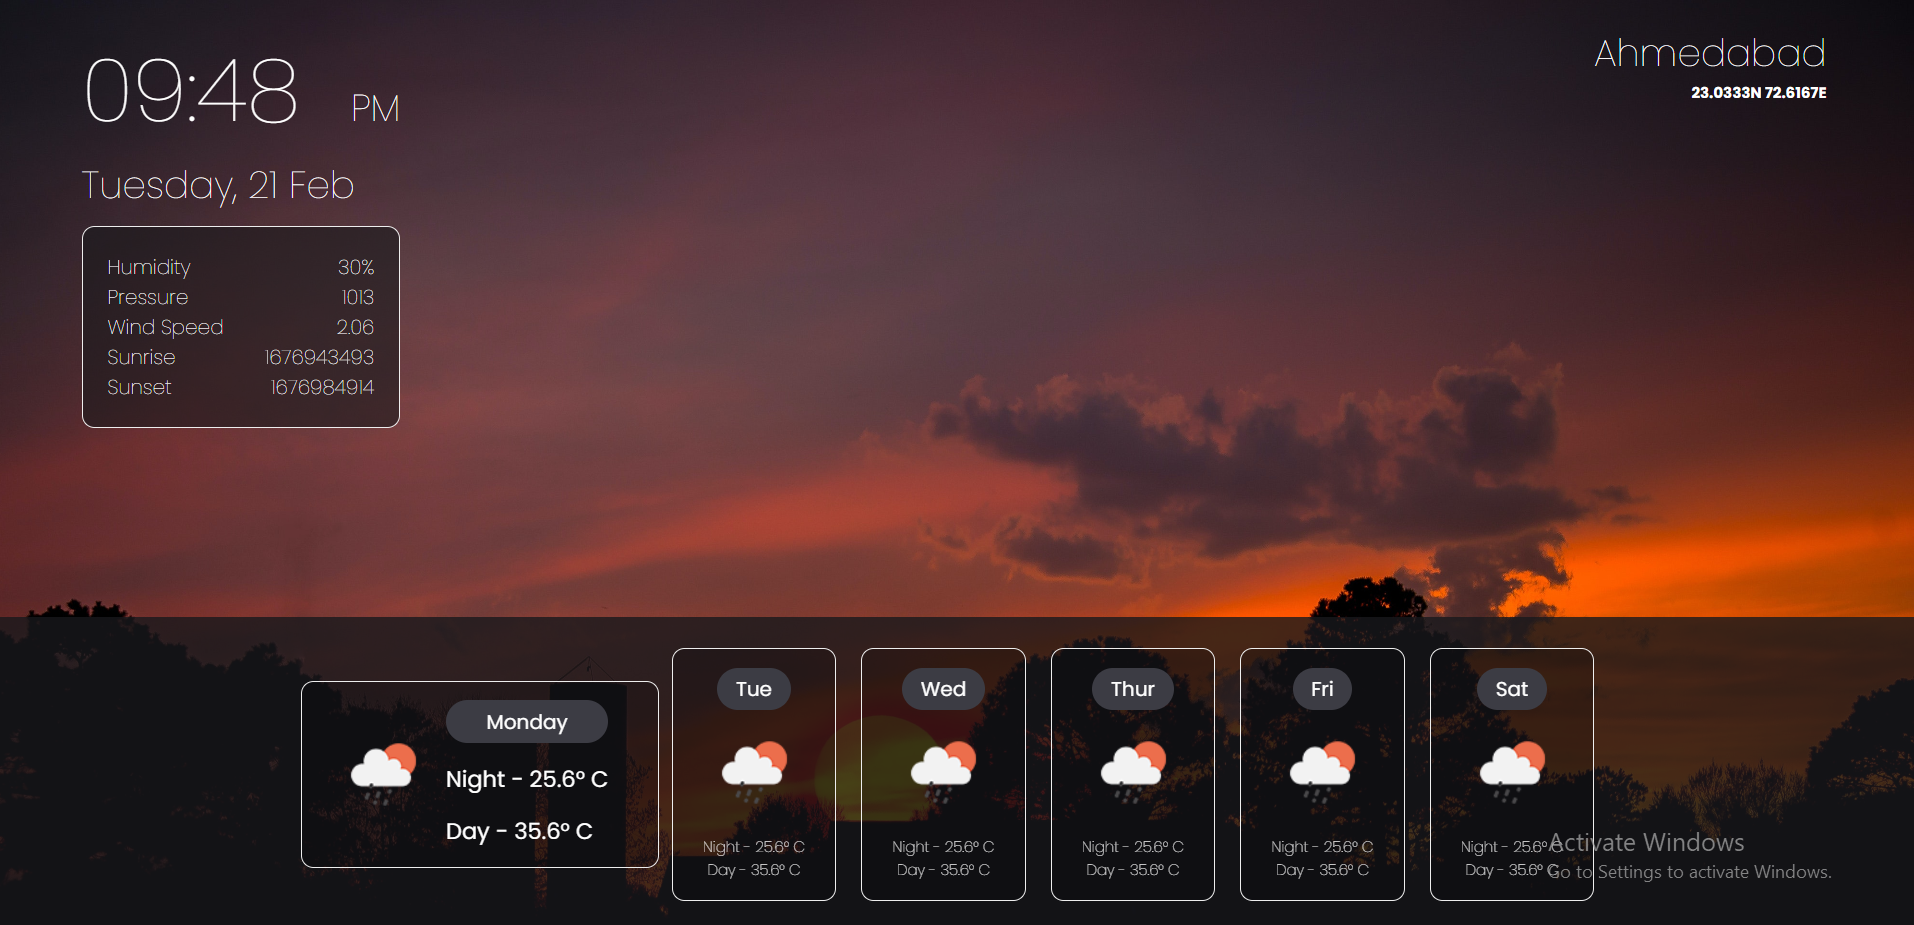 09:48 PM
Tuesday, 21 Feb
Humidity 30%
Pressure 1013
Wind Speed 2.06
Sunrise 1676943493
Sunset 1676984914
Ahmedabad
23.0333N 72.6167E
Monday
Night - 25.6° C
Day - 35.6° C
Tue
Night - 25.6° C
Day - 35.6° C
Wed
Night - 25.6° C
Day - 35.6° C
Thur
Night - 25.6° C
Day - 35.6° C
Fri
Night - 25.6° C
Day - 35.6° C
Sat
Night - 25.6° C
Day - 35.6° C
Activate Windows
Go to Settings to activate Windows.